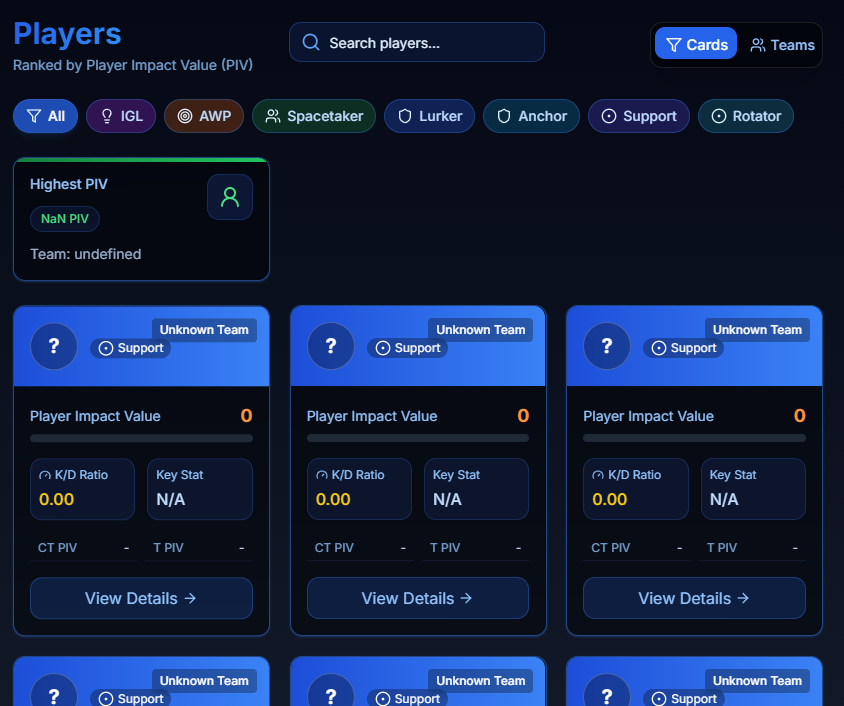 Players
Ranked by Player Impact Value (PIV)
Search players...
Cards
Teams
All
IGL
AWP
Spacetaker
Lurker
Anchor
Support
Rotator
Highest PIV
NaN PIV
Team: undefined
?
Unknown Team
Support
Player Impact Value
0
K/D Ratio
0.00
Key Stat
N/A
CT PIV -
T PIV -
View Details →
?
Unknown Team
Support
Player Impact Value
0
K/D Ratio
0.00
Key Stat
N/A
CT PIV -
T PIV -
View Details →
?
Unknown Team
Support
Player Impact Value
0
K/D Ratio
0.00
Key Stat
N/A
CT PIV -
T PIV -
View Details →
?
Unknown Team
Support
?
Unknown Team
Support
?
Unknown Team
Support